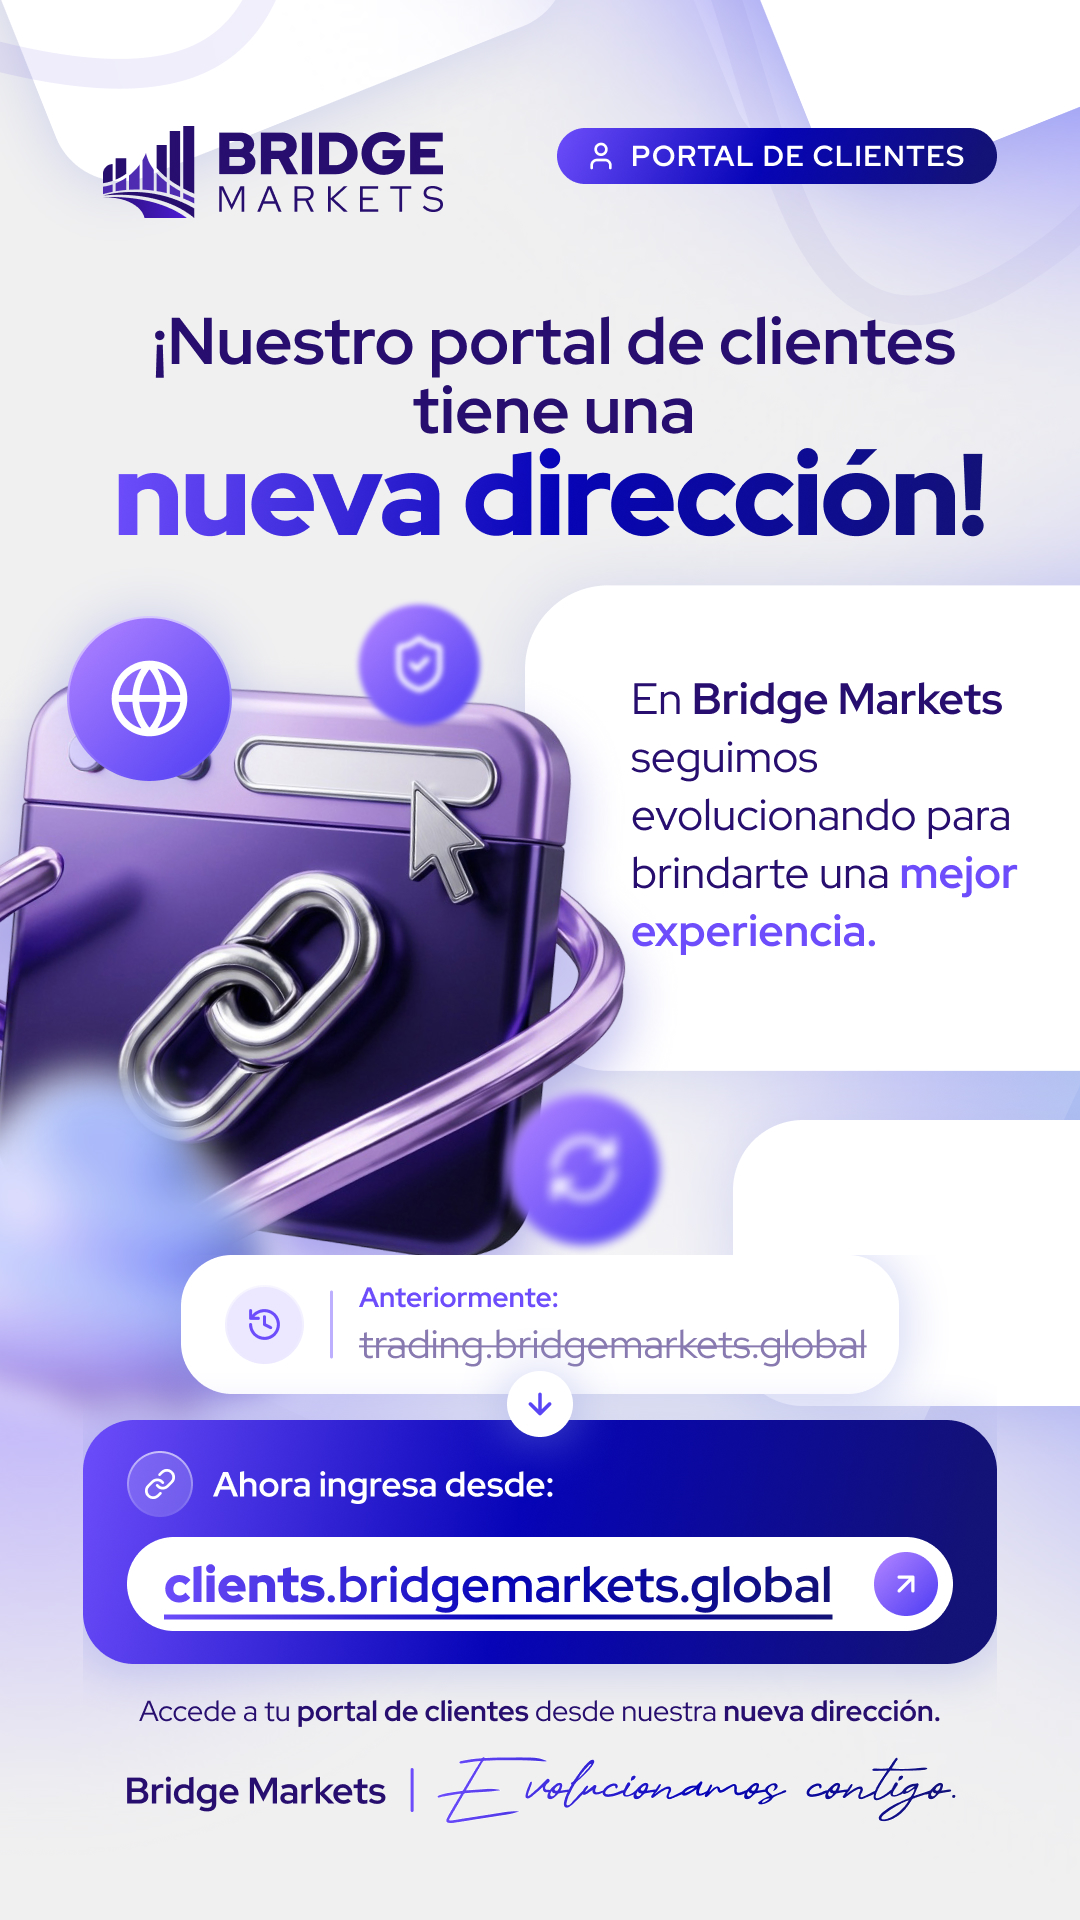 BRIDGE
MARKETS
PORTAL DE CLIENTES
¡Nuestro portal de clientes
tiene una
nueva dirección!
En Bridge Markets
seguimos
evolucionando para
brindarte una mejor
experiencia.
Anteriormente:
trading.bridgemarkets.global
Ahora ingresa desde:
clients.bridgemarkets.global
Accede a tu portal de clientes desde nuestra nueva dirección.
Bridge Markets | Evolucionamos contigo.